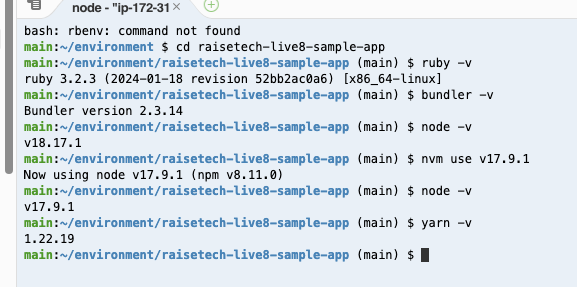 node - "ip-172-31
bash: rbenv: command not found
main:~/environment $ cd raisetech-live8-sample-app
main:~/environment/raisetech-live8-sample-app (main) $ ruby -v
ruby 3.2.3 (2024-01-18 revision 52bb2ac0a6) [x86_64-linux]
main:~/environment/raisetech-live8-sample-app (main) $ bundler -v
Bundler version 2.3.14
main:~/environment/raisetech-live8-sample-app (main) $ node -v
v18.17.1
main:~/environment/raisetech-live8-sample-app (main) $ nvm use v17.9.1
Now using node v17.9.1 (npm v8.11.0)
main:~/environment/raisetech-live8-sample-app (main) $ node -v
v17.9.1
main:~/environment/raisetech-live8-sample-app (main) $ yarn -v
1.22.19
main:~/environment/raisetech-live8-sample-app (main) $